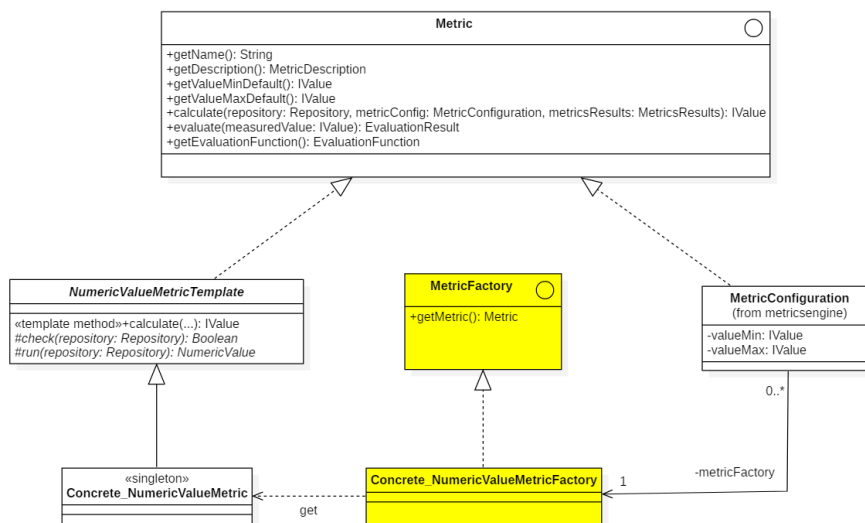 Metric
+getName(): String
+getDescription(): MetricDescription
+getValueMinDefault(): IValue
+getValueMaxDefault(): IValue
+calculate(repository: Repository, metricConfig: MetricConfiguration, metricsResults: MetricsResults): IValue
+evaluate(measuredValue: IValue): EvaluationResult
+getEvaluationFunction(): EvaluationFunction
NumericValueMetricTemplate
«template method»+calculate(...): IValue
#check(repository: Repository): Boolean
#run(repository: Repository): NumericValue
MetricFactory
+getMetric(): Metric
MetricConfiguration
(from metricsengine)
-valueMin: IValue
-valueMax: IValue
0..*
-metricFactory
1
«singleton»
Concrete_NumericValueMetric
get
Concrete_NumericValueMetricFactory